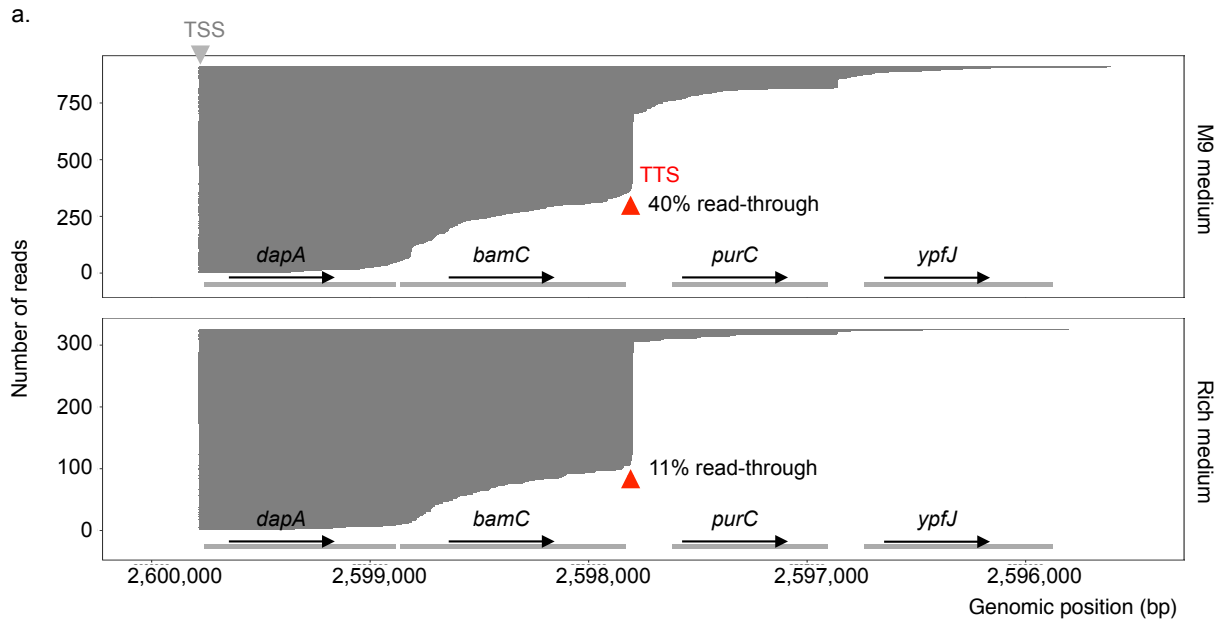 a.
TSS
Number of reads
750
500
250
0
TTS
40% read-through
dapA
bamC
purC
ypfJ
M9 medium
300
200
100
0
11% read-through
dapA
bamC
purC
ypfJ
Rich medium
2,600,000
2,599,000
2,598,000
2,597,000
2,596,000
Genomic position (bp)